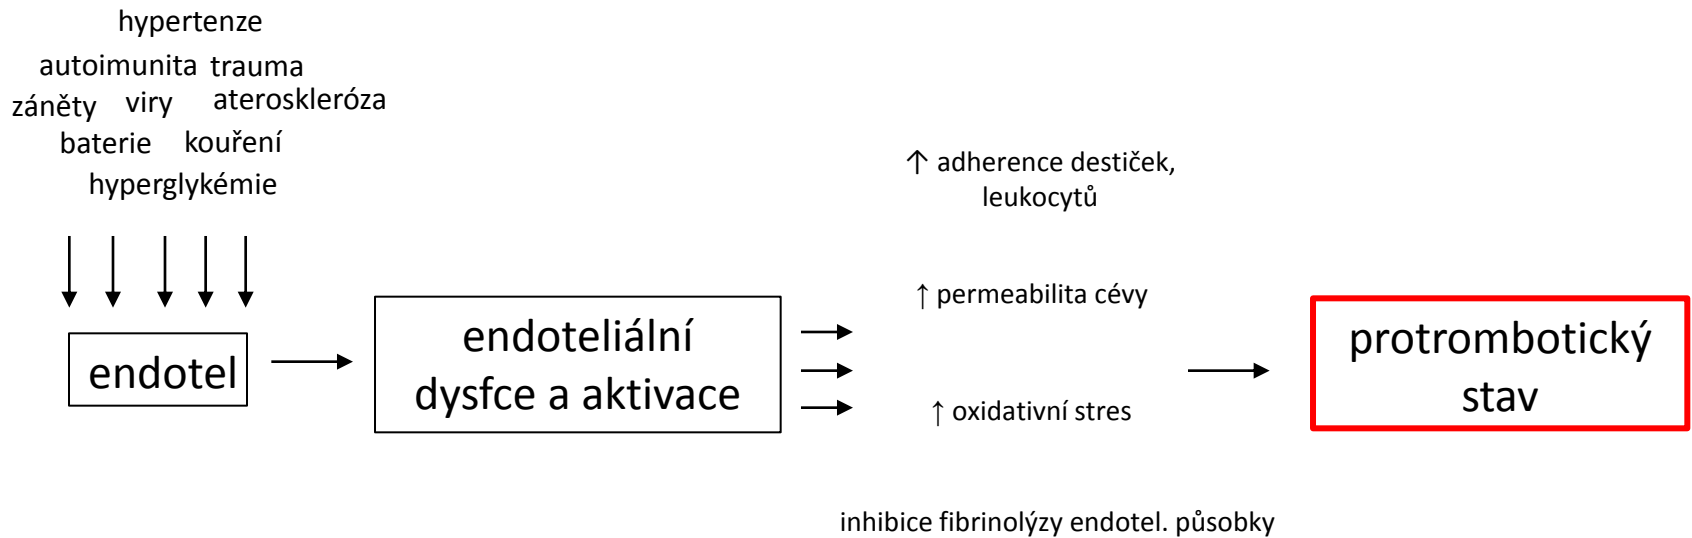 hypertenze
autoimunita trauma
záněty viry ateroskleróza
baterie kouření
hyperglykémie
endotel
endoteliální
dysfce a aktivace
↑ adherence destiček,
leukocytů
↑ permeabilita cévy
↑ oxidativní stres
inhibice fibrinolýzy endotel. působky
protrombotický
stav